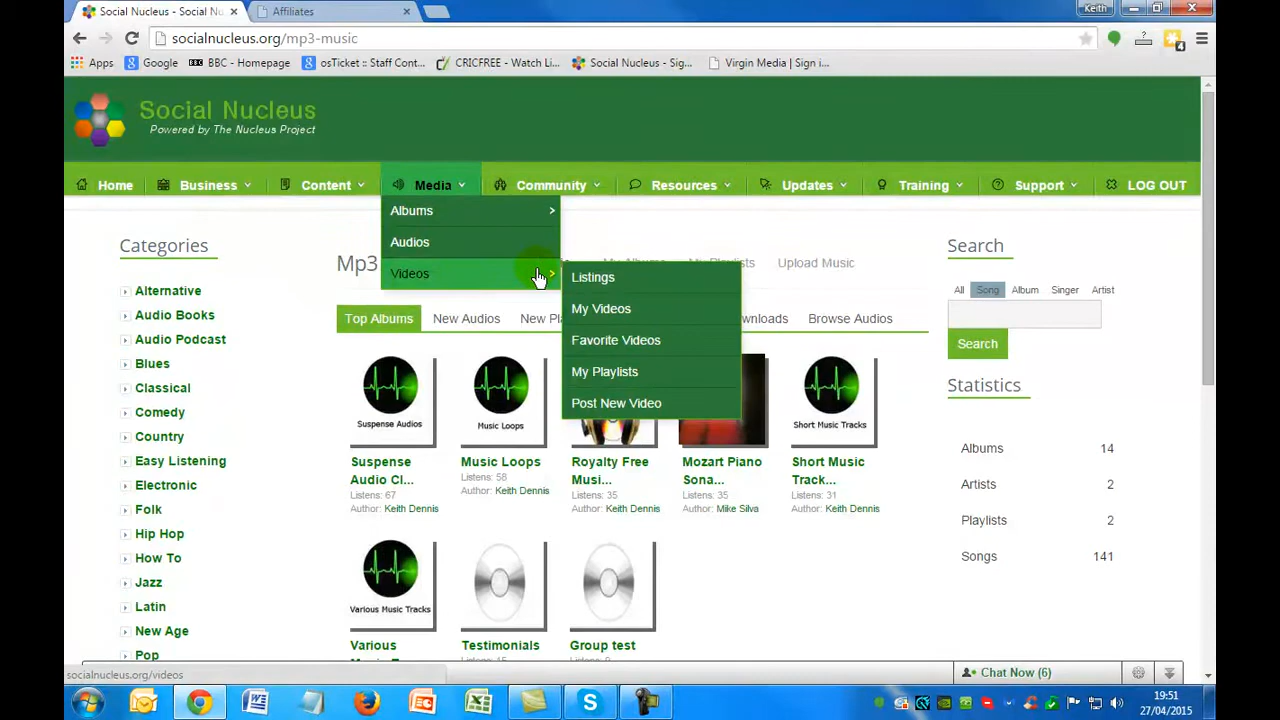 Social Nucleus - Social Nu
Affiliates
Keith
socialnucleus.org/mp3-music
Apps
Google
BBC - Homepage
osTicket :: Staff Cont...
CRICFREE - Watch Li...
Social Nucleus - Sig...
Virgin Media | Sign i...
4
Social Nucleus
Powered by The Nucleus Project
Home
Business
Content
Media
Community
Resources
Updates
Training
Support
LOG OUT
Albums
Audios
Videos
Listings
My Videos
Favorite Videos
My Playlists
Post New Video
Categories
Alternative
Audio Books
Audio Podcast
Blues
Classical
Comedy
Country
Easy Listening
Electronic
Folk
Hip Hop
How To
Jazz
Latin
New Age
Pop
Mp3
Upload Music
Top Albums
New Audios
New Pl
wnloads
Browse Audios
Suspense Audios
Music Loops
Short Music Tracks
Suspense
Audio Cl...
Listens: 67
Author: Keith Dennis
Music Loops
Listens: 58
Author: Keith Dennis
Royalty Free
Musi...
Listens: 35
Author: Keith Dennis
Mozart Piano
Sona...
Listens: 35
Author: Mike Silva
Short Music
Track...
Listens: 31
Author: Keith Dennis
Various Music Tracks
Various
Testimonials
Group test
Search
All
Song
Album
Singer
Artist
Search
Statistics
Albums 14
Artists 2
Playlists 2
Songs 141
socialnucleus.org/videos
Chat Now (6)
19:51
27/04/2015